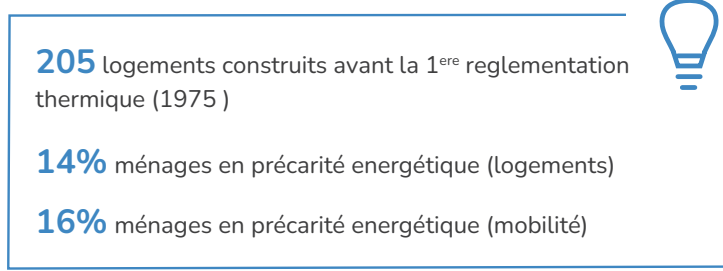 205 logements construits avant la 1ere reglementation
thermique (1975 )
14% ménages en précarité energétique (logements)
16% ménages en précarité energétique (mobilité)